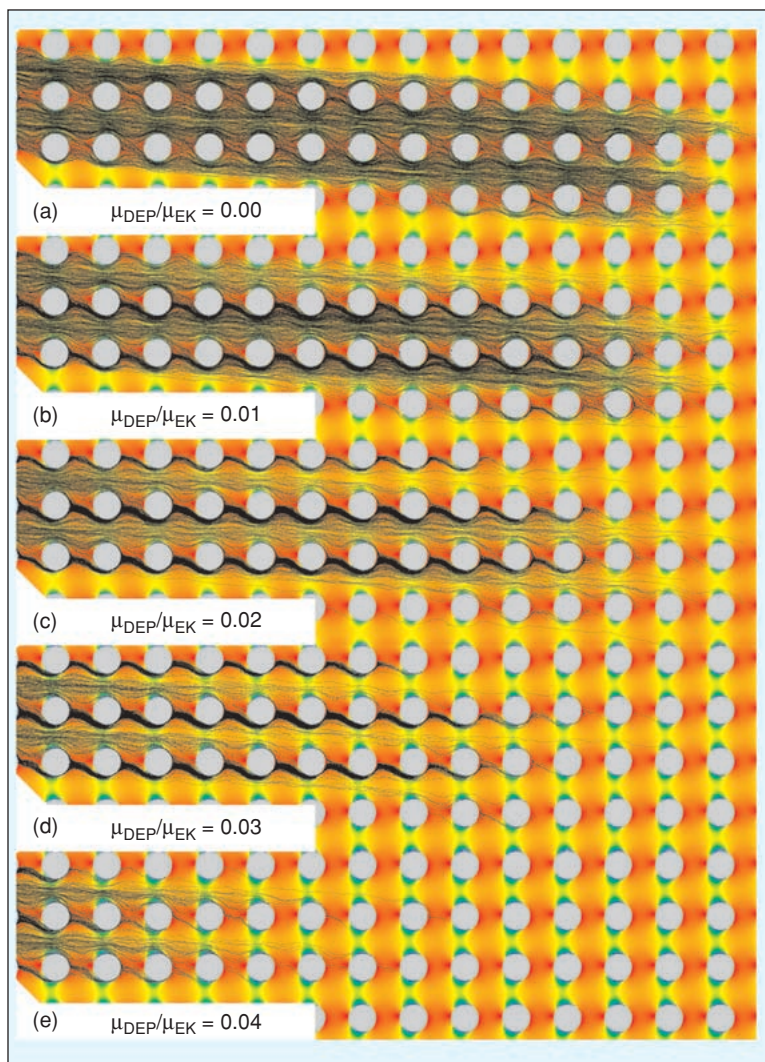 (a) μDEP/μEK = 0.00
(b) μDEP/μEK = 0.01
(c) μDEP/μEK = 0.02
(d) μDEP/μEK = 0.03
(e) μDEP/μEK = 0.04